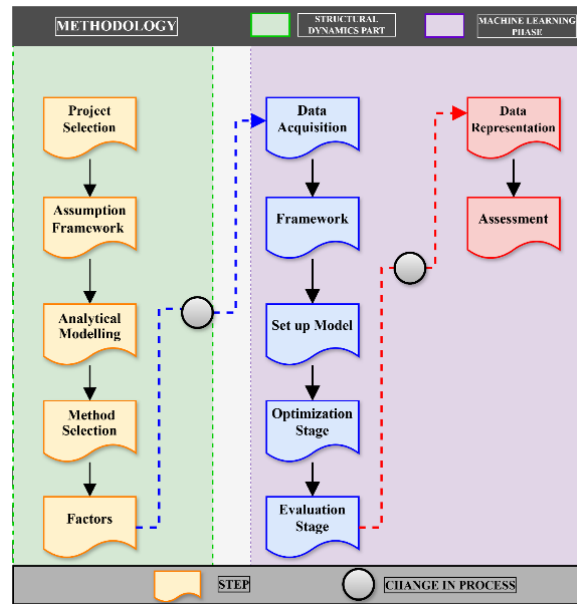 METHODOLOGY
STRUCTURAL
DYNAMICS PART
MACHINE LEARNING
PHASE
Project
Selection
Assumption
Framework
Analytical
Modelling
Method
Selection
Factors
Data
Acquisition
Framework
Set up Model
Optimization
Stage
Evaluation
Stage
Data
Representation
Assessment
STEP
CHANGE IN PROCESS